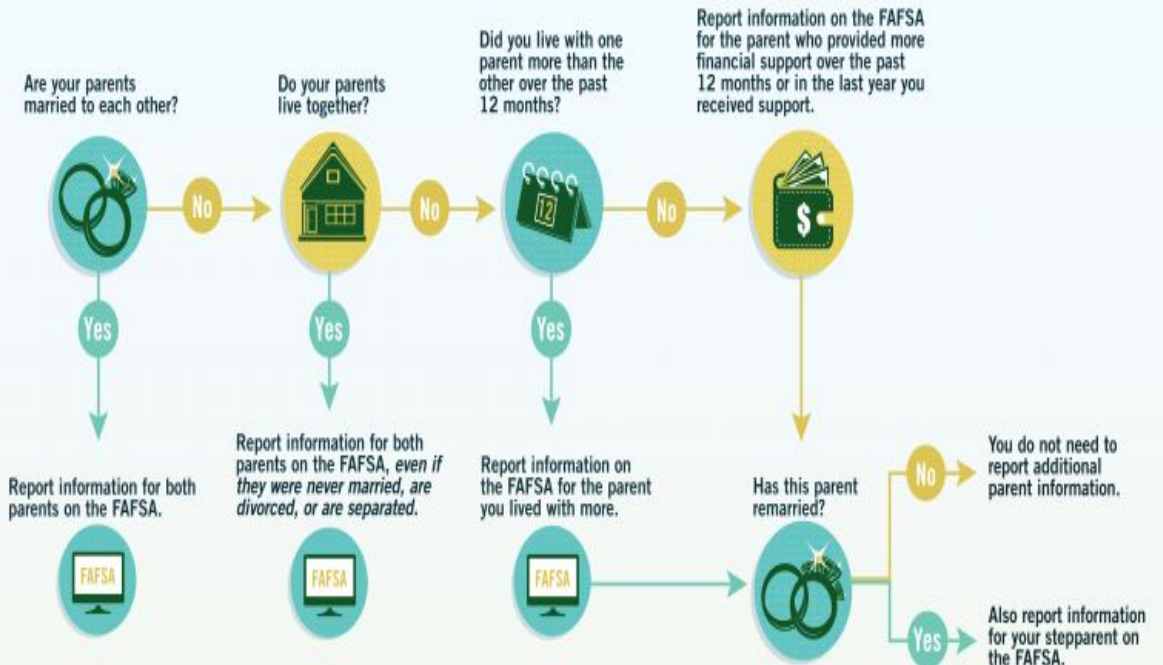 Are your parents
married to each other?
No
Yes
Report information for both
parents on the FAFSA.
FAFSA
Do your parents
live together?
No
Yes
Report information for both
parents on the FAFSA, even if
they were never married, are
divorced, or are separated.
FAFSA
Did you live with one
parent more than the
other over the past
12 months?
12
No
Yes
Report information on
the FAFSA for the parent
you lived with more.
FAFSA
Report information on the FAFSA
for the parent who provided more
financial support over the past
12 months or in the last year you
received support.
$
Has this parent
remarried?
No
You do not need to
report additional
parent information.
Yes
Also report information
for your stepparent on
the FAFSA.